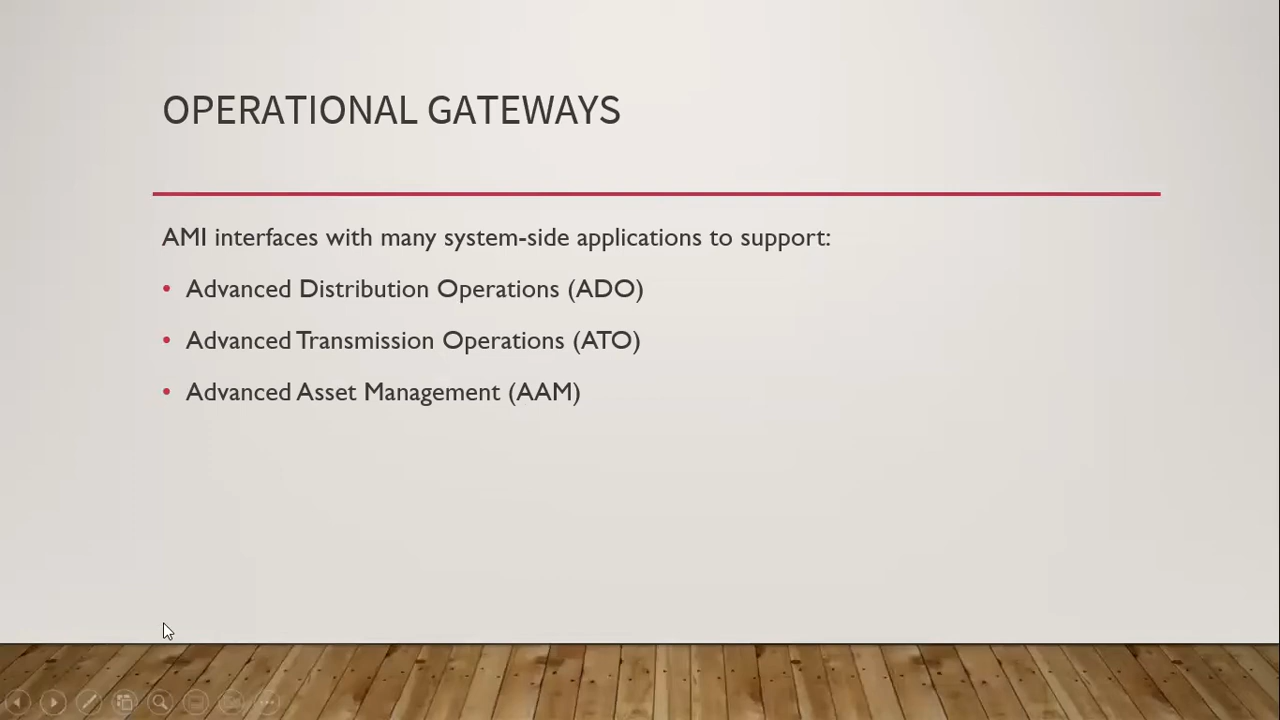 OPERATIONAL GATEWAYS
AMI interfaces with many system-side applications to support:
• Advanced Distribution Operations (ADO)
• Advanced Transmission Operations (ATO)
• Advanced Asset Management (AAM)